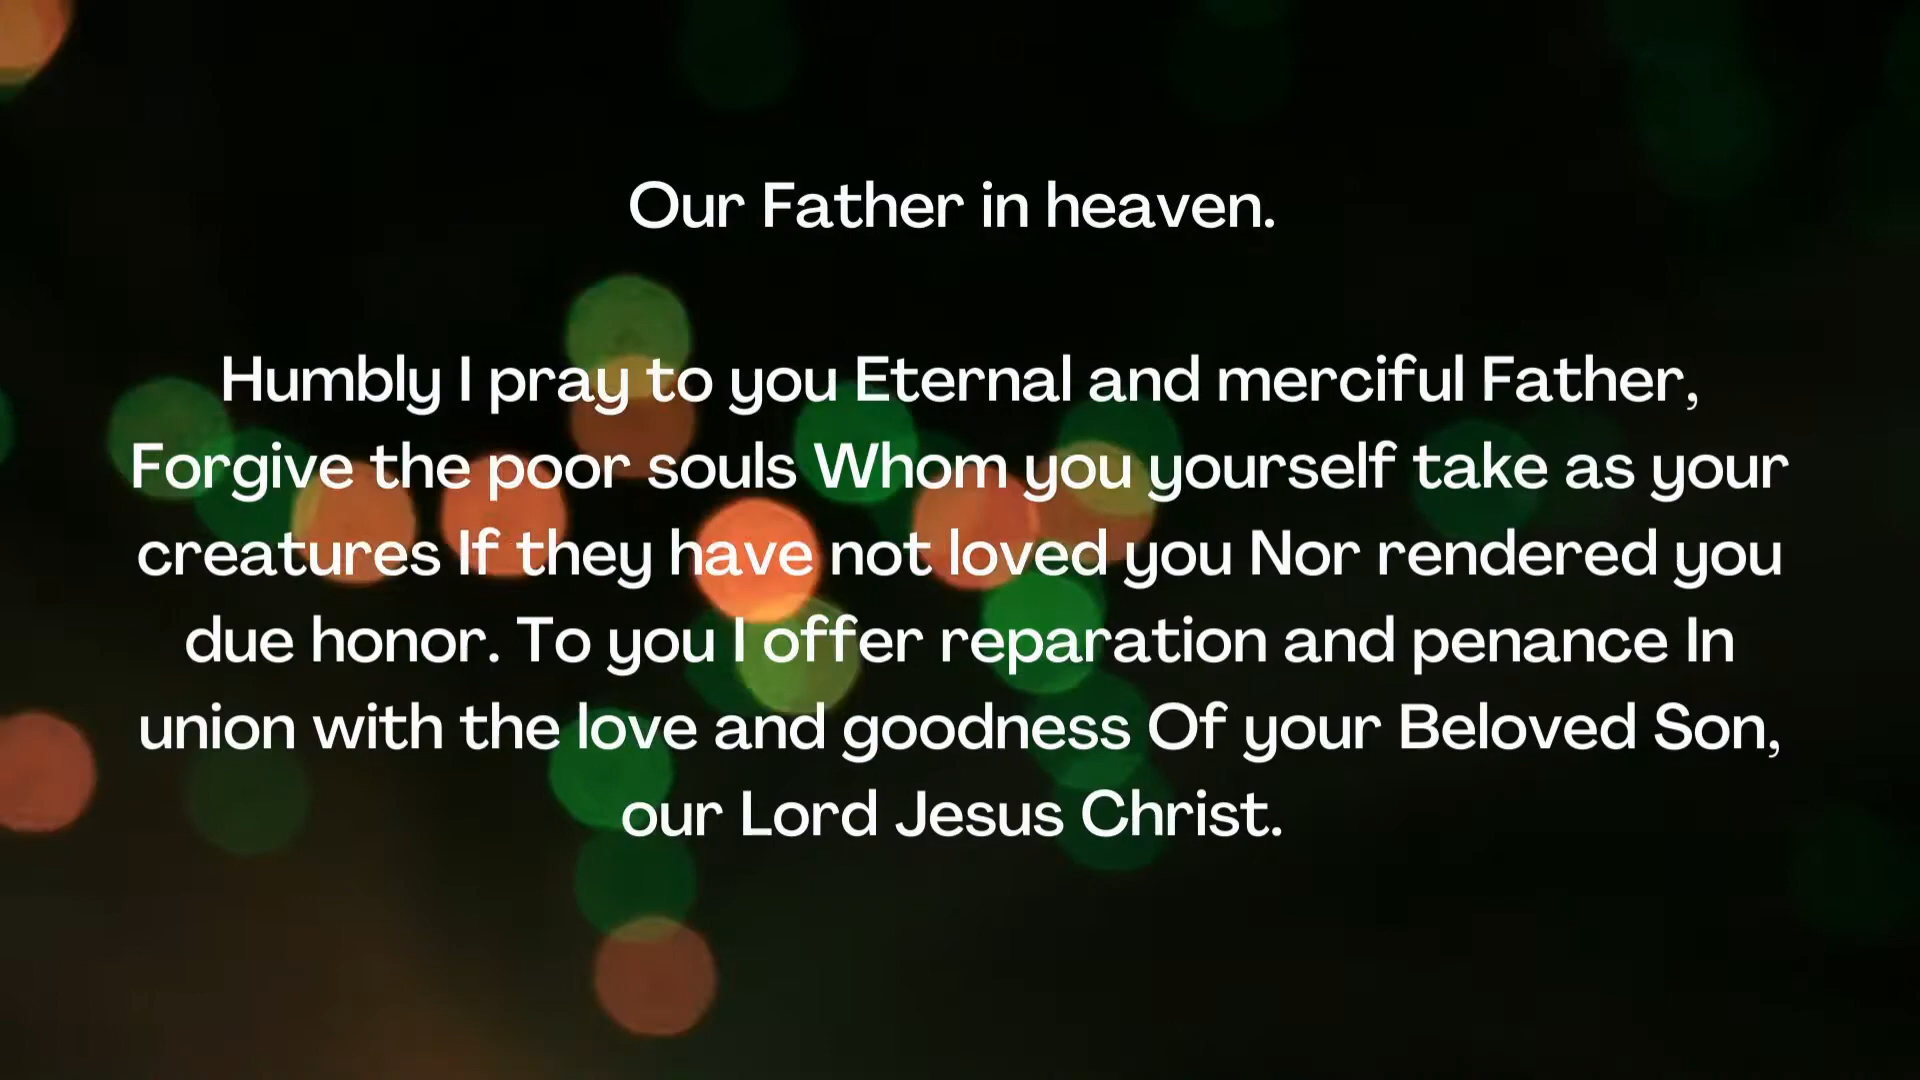 Our Father in heaven.
Humbly I pray to you Eternal and merciful Father,
Forgive the poor souls Whom you yourself take as your
creatures If they have not loved you Nor rendered you
due honor. To you I offer reparation and penance In
union with the love and goodness Of your Beloved Son,
our Lord Jesus Christ.